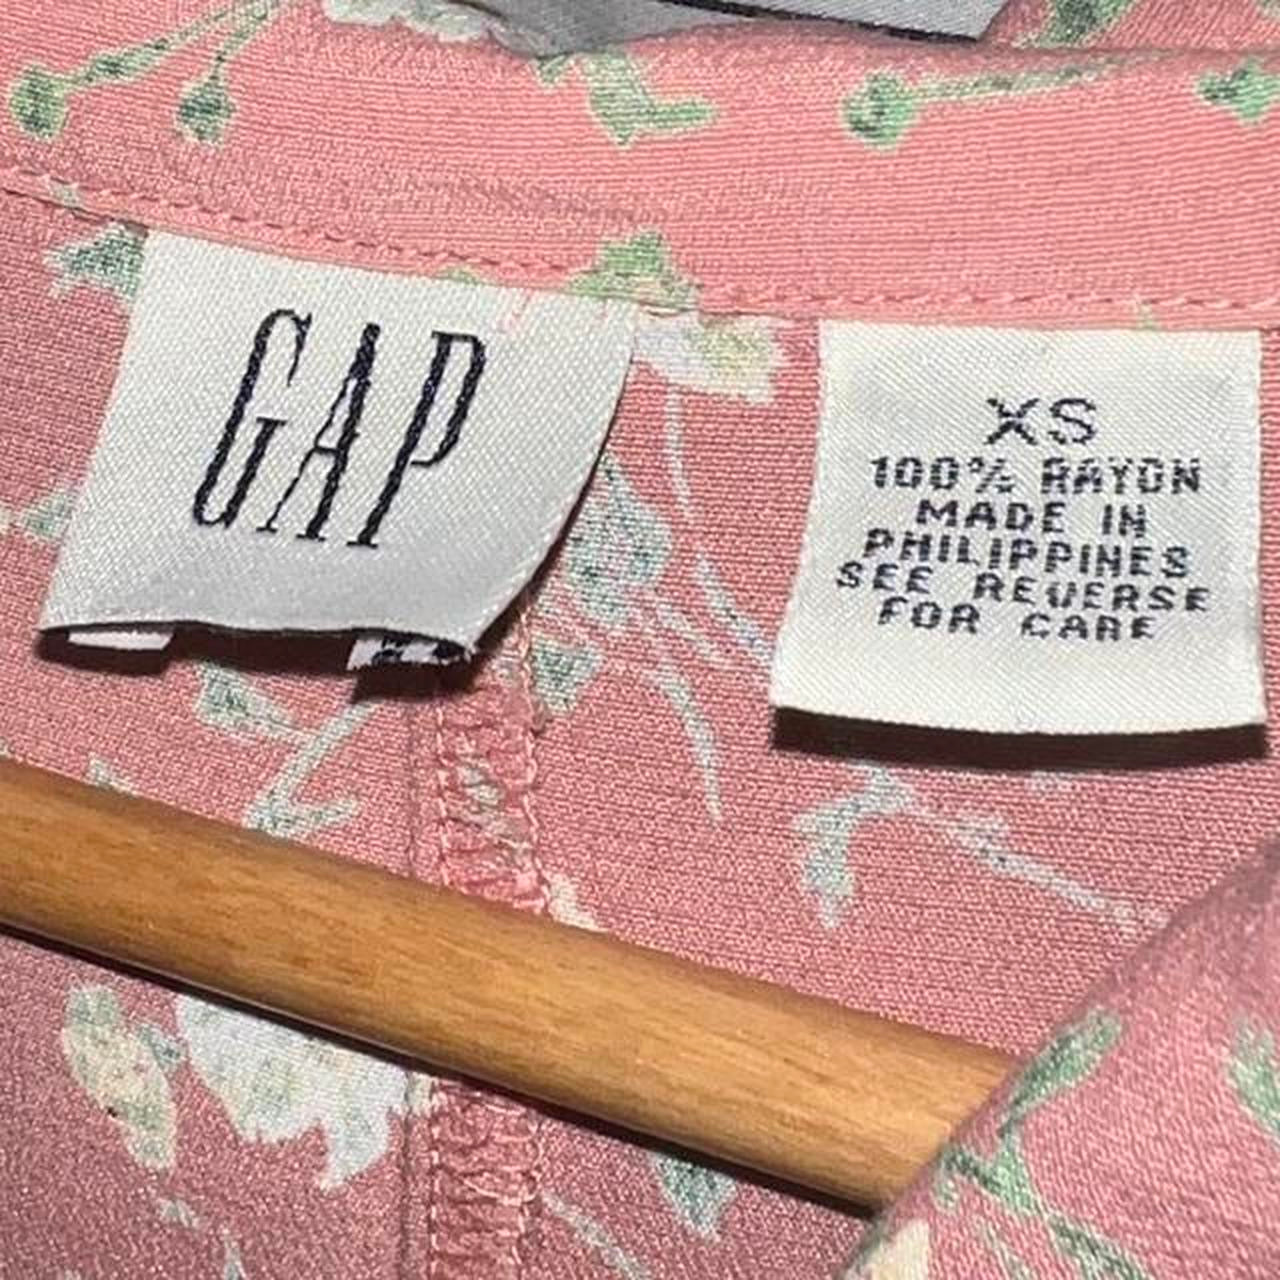 GAP
XS
100% RAYON
MADE IN
PHILIPPINES
SEE REVERSE
FOR CARE